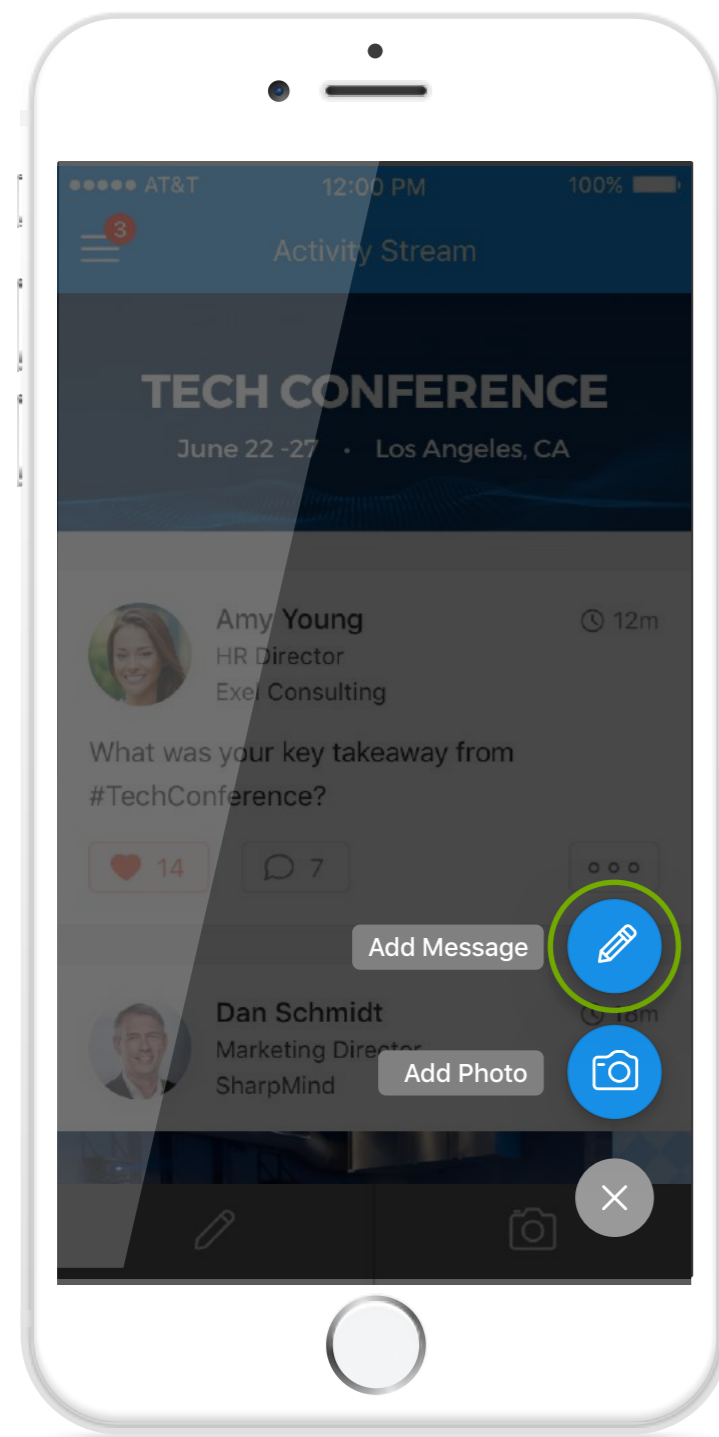 AT&T 12:00 PM 100%
3
Activity Stream
TECH CONFERENCE
June 22 -27 • Los Angeles, CA
Amy Young 12m
HR Director
Exel Consulting
What was your key takeaway from
#TechConference?
14 7
Add Message
Dan Schmidt 18m
Marketing Director
SharpMind
Add Photo